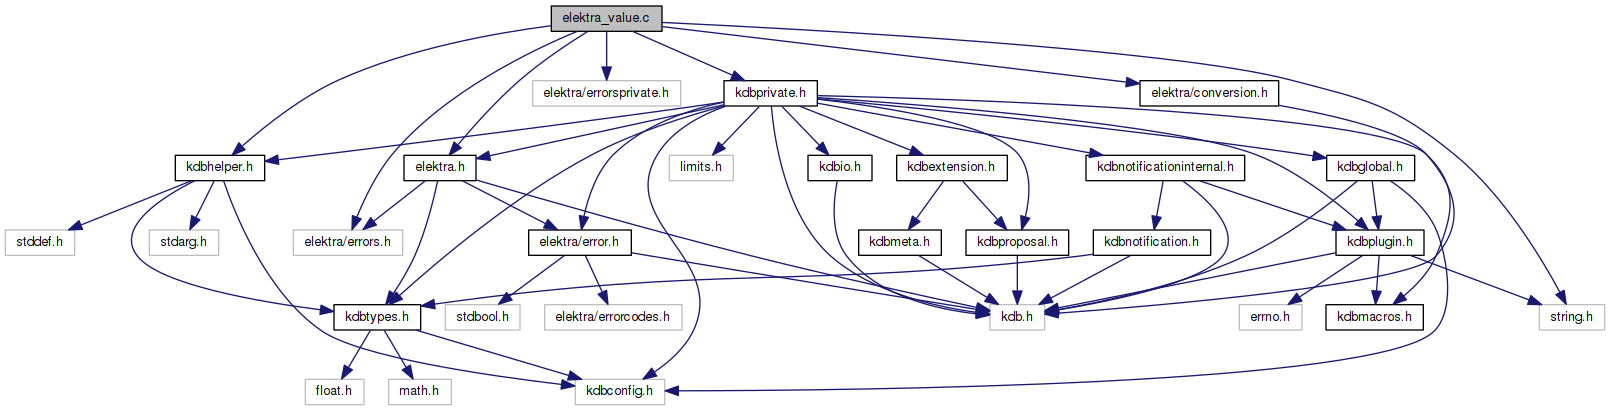 elektra_value.c
elektra/errorsprivate.h
kdbprivate.h
elektra/conversion.h
kdbhelper.h
elektra.h
limits.h
kdbio.h
kdbextension.h
kdbnotificationinternal.h
kdbglobal.h
stddef.h
stdarg.h
elektra/errors.h
elektra/error.h
kdbmeta.h
kdbproposal.h
kdbnotification.h
kdbplugin.h
kdbtypes.h
stdbool.h
elektra/errorcodes.h
kdb.h
errno.h
kdbmacros.h
string.h
float.h
math.h
kdbconfig.h